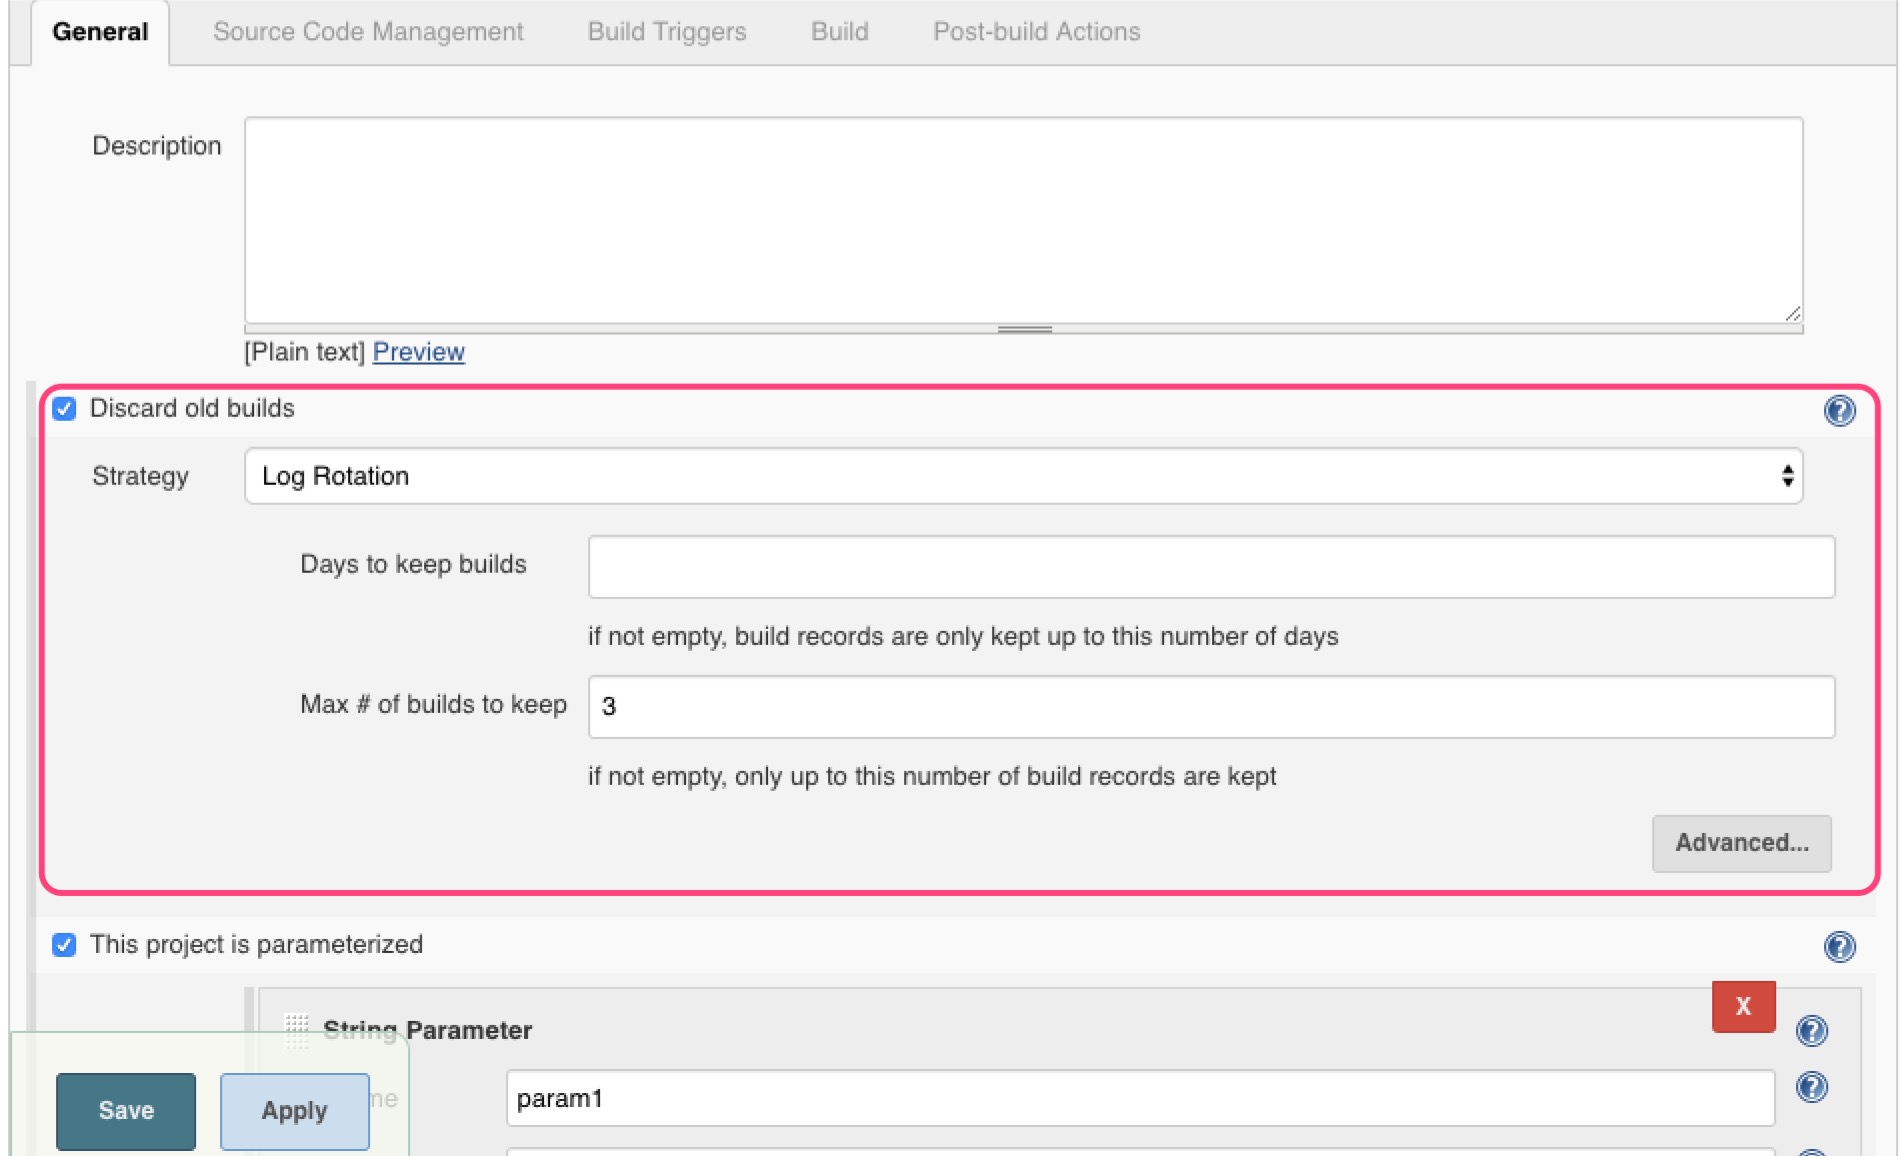 General Source Code Management Build Triggers Build Post-build Actions
Description
[Plain text] Preview
Discard old builds
Strategy Log Rotation
Days to keep builds
if not empty, build records are only kept up to this number of days
Max # of builds to keep 3
if not empty, only up to this number of build records are kept
Advanced...
This project is parameterized
X
String Parameter
me param1
Save Apply